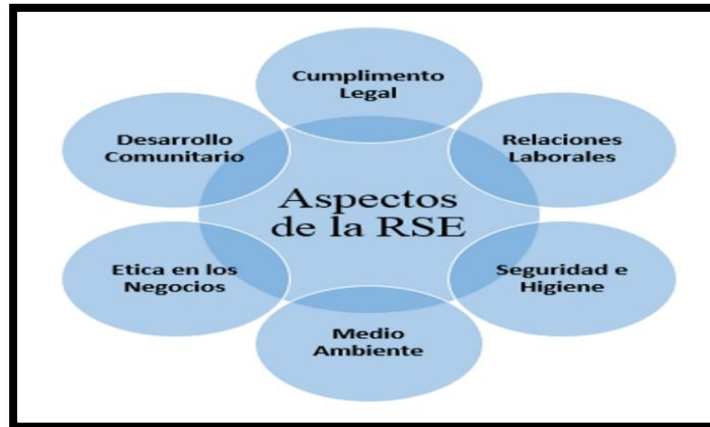 Cumplimento
Legal
Desarrollo
Comunitario
Relaciones
Laborales
Aspectos
de la RSE
Etica en los
Negocios
Seguridad e
Higiene
Medio
Ambiente